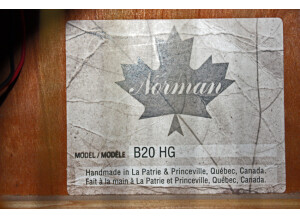 Norman
MODEL / MODÈLE B20 HG
Handmade in La Patrie & Princeville, Québec, Canada.
Fait à la main à La Patrie et Princeville, Québec, Canada.